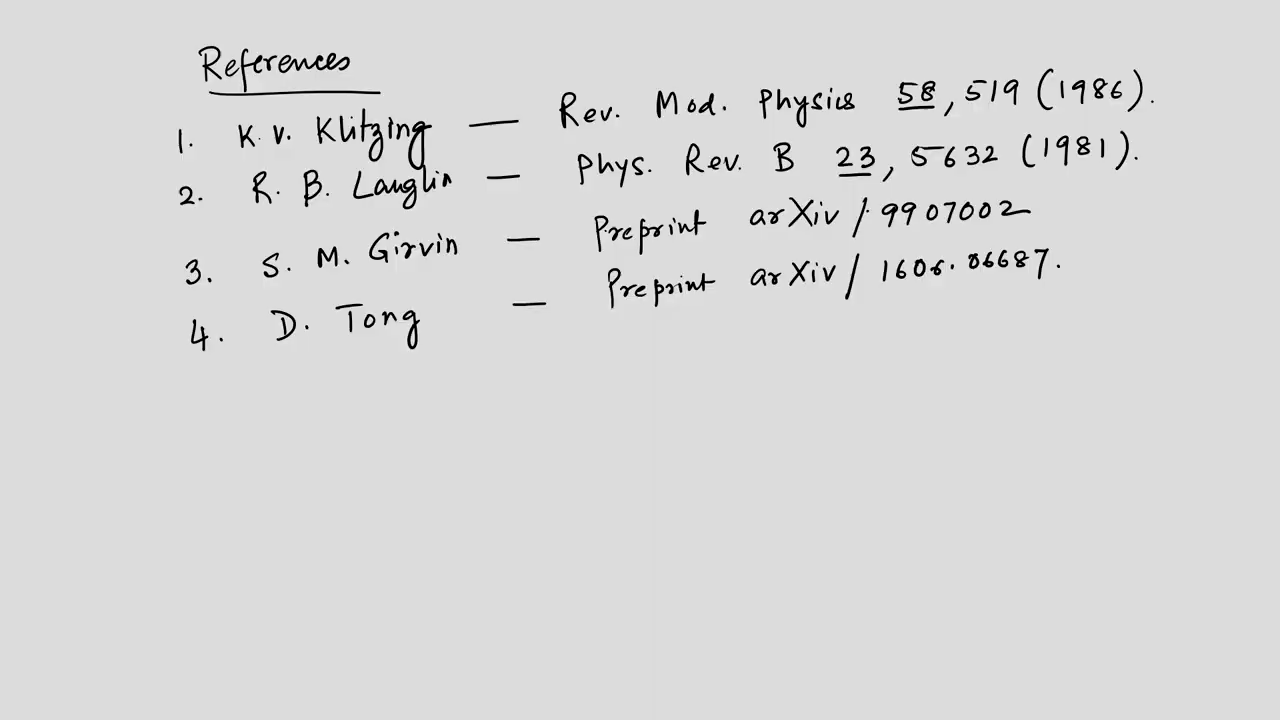 References
1. K. V. Klitzing — Rev. Mod. Physics 58, 519 (1986).
2. R. B. Lauglin — Phys. Rev. B 23, 5632 (1981).
3. S. M. Girvin — Preprint arXiv / 9907002
4. D. Tong — Preprint arXiv / 1606.06687.